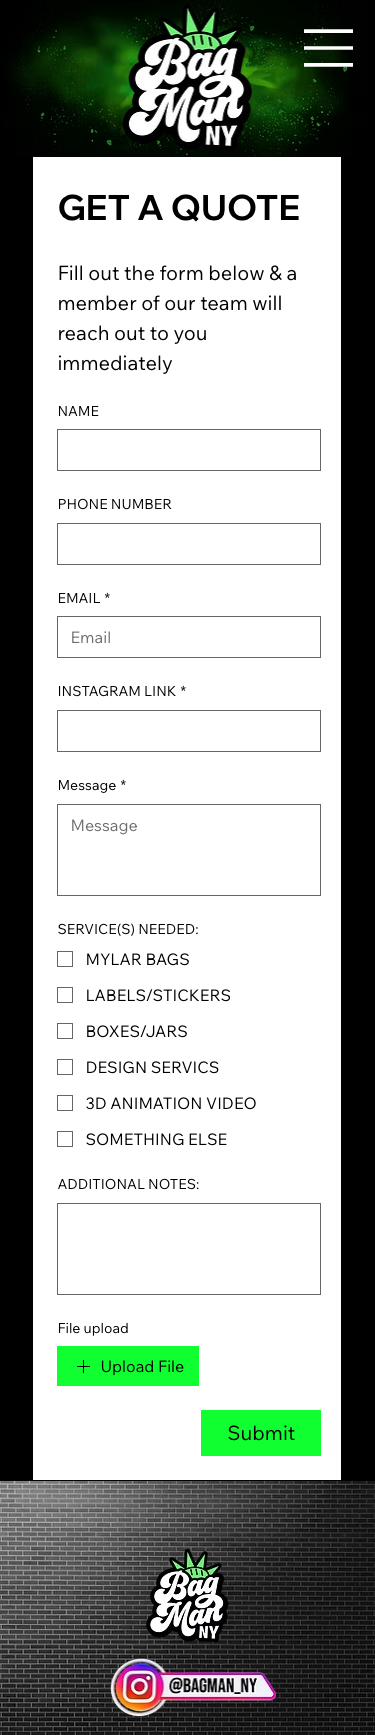 Bag
Man
NY
GET A QUOTE
Fill out the form below & a
member of our team will
reach out to you
immediately
NAME
PHONE NUMBER
EMAIL *
Email
INSTAGRAM LINK *
Message *
Message
SERVICE(S) NEEDED:
MYLAR BAGS
LABELS/STICKERS
BOXES/JARS
DESIGN SERVICS
3D ANIMATION VIDEO
SOMETHING ELSE
ADDITIONAL NOTES:
File upload
+ Upload File
Submit
Bag
Man
NY
@BAGMAN_NY